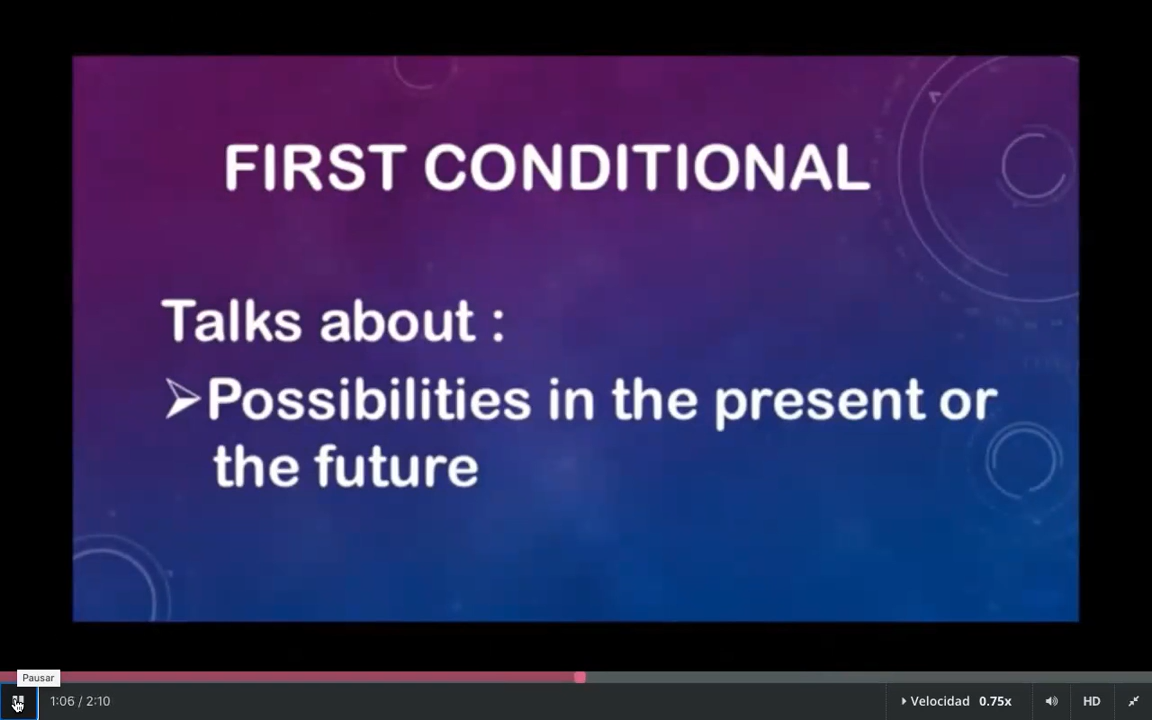 FIRST CONDITIONAL
Talks about :
➢Possibilities in the present or
the future
Pausar
1:06 / 2:10
Velocidad 0.75x
HD